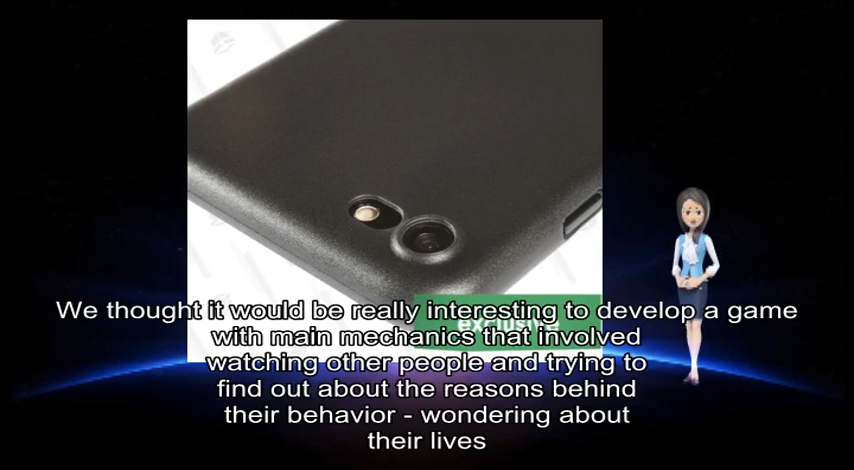 We thought it would be really interesting to develop a game
with main mechanics that involved
watching other people and trying to
find out about the reasons behind
their behavior - wondering about
their lives
exclusive